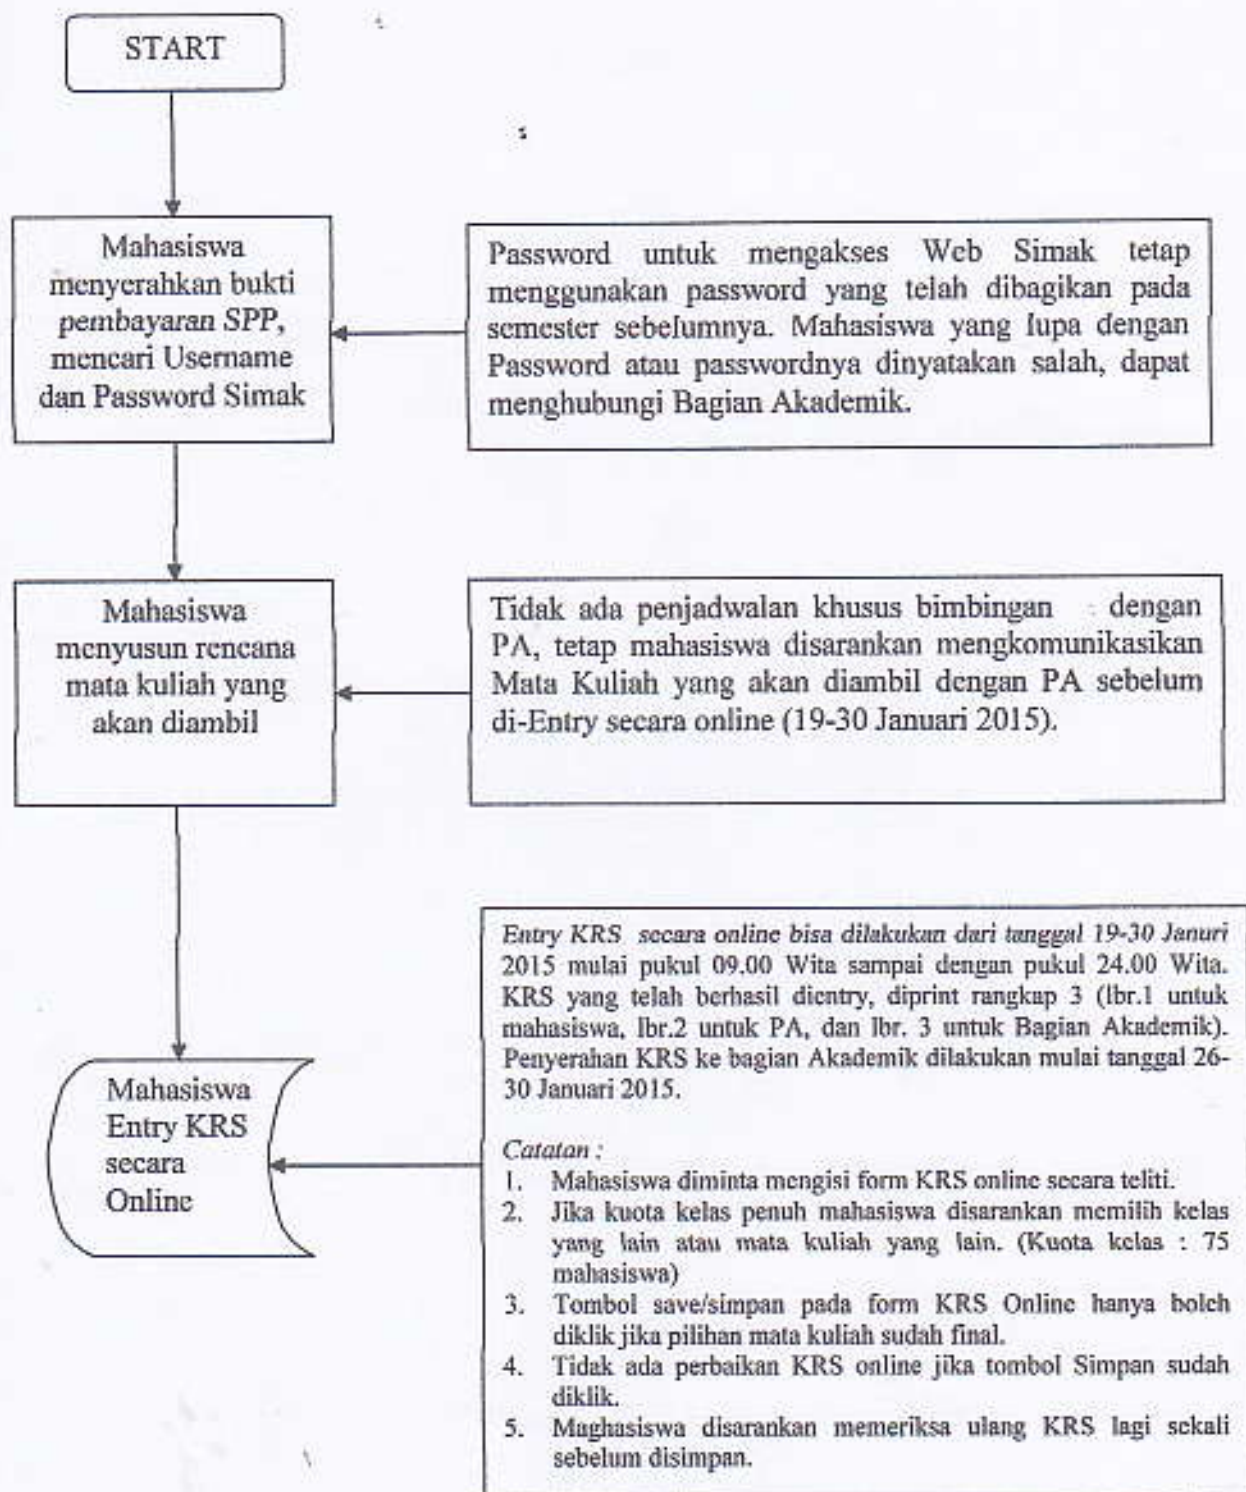 START
Mahasiswa
menyerahkan bukti
pembayaran SPP,
mencari Username
dan Password Simak
Password untuk mengakses Web Simak tetap
menggunakan password yang telah dibagikan pada
semester sebelumnya. Mahasiswa yang lupa dengan
Password atau passwordnya dinyatakan salah, dapat
menghubungi Bagian Akademik.
Mahasiswa
menyusun rencana
mata kuliah yang
akan diambil
Tidak ada penjadwalan khusus bimbingan dengan
PA, tetap mahasiswa disarankan mengkomunikasikan
Mata Kuliah yang akan diambil dengan PA sebelum
di-Entry secara online (19-30 Januari 2015).
Mahasiswa
Entry KRS
secara
Online
Entry KRS secara online bisa dilakukan dari tanggal 19-30 Januri
2015 mulai pukul 09.00 Wita sampai dengan pukul 24.00 Wita.
KRS yang telah berhasil dientry, diprint rangkap 3 (lbr.1 untuk
mahasiswa, lbr.2 untuk PA, dan lbr. 3 untuk Bagian Akademik).
Penyerahan KRS ke bagian Akademik dilakukan mulai tanggal 26-
30 Januari 2015.
Catatan :
1. Mahasiswa diminta mengisi form KRS online secara teliti.
2. Jika kuota kelas penuh mahasiswa disarankan memilih kelas
yang lain atau mata kuliah yang lain. (Kuota kelas : 75
mahasiswa)
3. Tombol save/simpan pada form KRS Online hanya boleh
diklik jika pilihan mata kuliah sudah final.
4. Tidak ada perbaikan KRS online jika tombol Simpan sudah
diklik.
5. Maghasiswa disarankan memeriksa ulang KRS lagi sekali
sebelum disimpan.